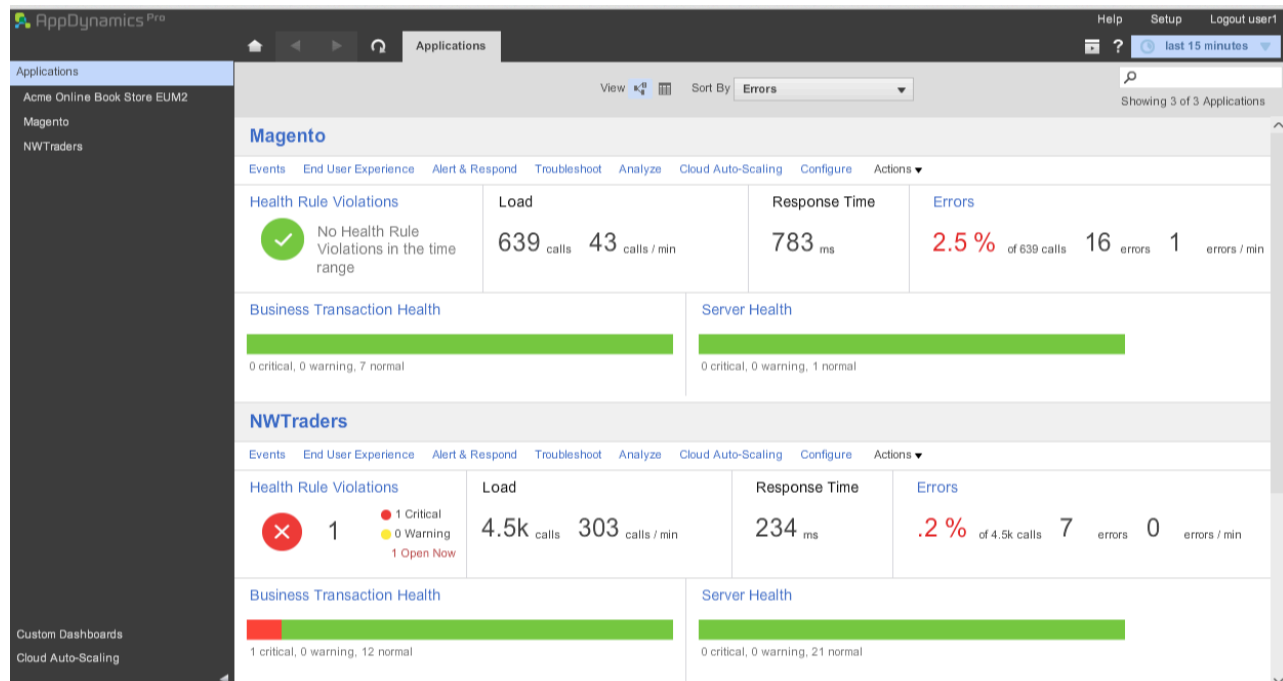 AppDynamics Pro
Help Setup Logout user1
Applications
? last 15 minutes
Applications
Acme Online Book Store EUM2
Magento
NWTraders
Custom Dashboards
Cloud Auto-Scaling
View Sort By Errors
Showing 3 of 3 Applications
Magento
Events End User Experience Alert & Respond Troubleshoot Analyze Cloud Auto-Scaling Configure Actions
Health Rule Violations
No Health Rule
Violations in the time
range
Load
639 calls 43 calls / min
Response Time
783 ms
Errors
2.5 % of 639 calls 16 errors 1 errors / min
Business Transaction Health
0 critical, 0 warning, 7 normal
Server Health
0 critical, 0 warning, 1 normal
NWTraders
Events End User Experience Alert & Respond Troubleshoot Analyze Cloud Auto-Scaling Configure Actions
Health Rule Violations
1
1 Critical
0 Warning
1 Open Now
Load
4.5k calls 303 calls / min
Response Time
234 ms
Errors
.2 % of 4.5k calls 7 errors 0 errors / min
Business Transaction Health
1 critical, 0 warning, 12 normal
Server Health
0 critical, 0 warning, 21 normal